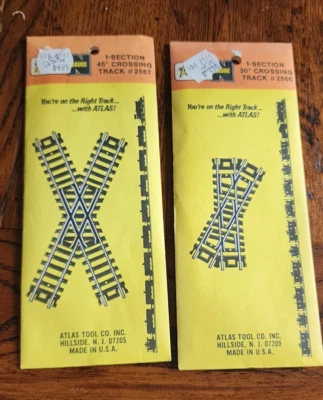 1-SECTION
45° CROSSING
TRACK # 2567
You're on the Right Track...
...with ATLAS!
ATLAS TOOL CO. INC.
HILLSIDE, N. J. 07205
MADE IN U.S.A.
1-SECTION
30° CROSSING
TRACK # 2566
You're on the Right Track...
...with ATLAS!
ATLAS TOOL CO. INC.
HILLSIDE, N. J. 07205
MADE IN U.S.A.